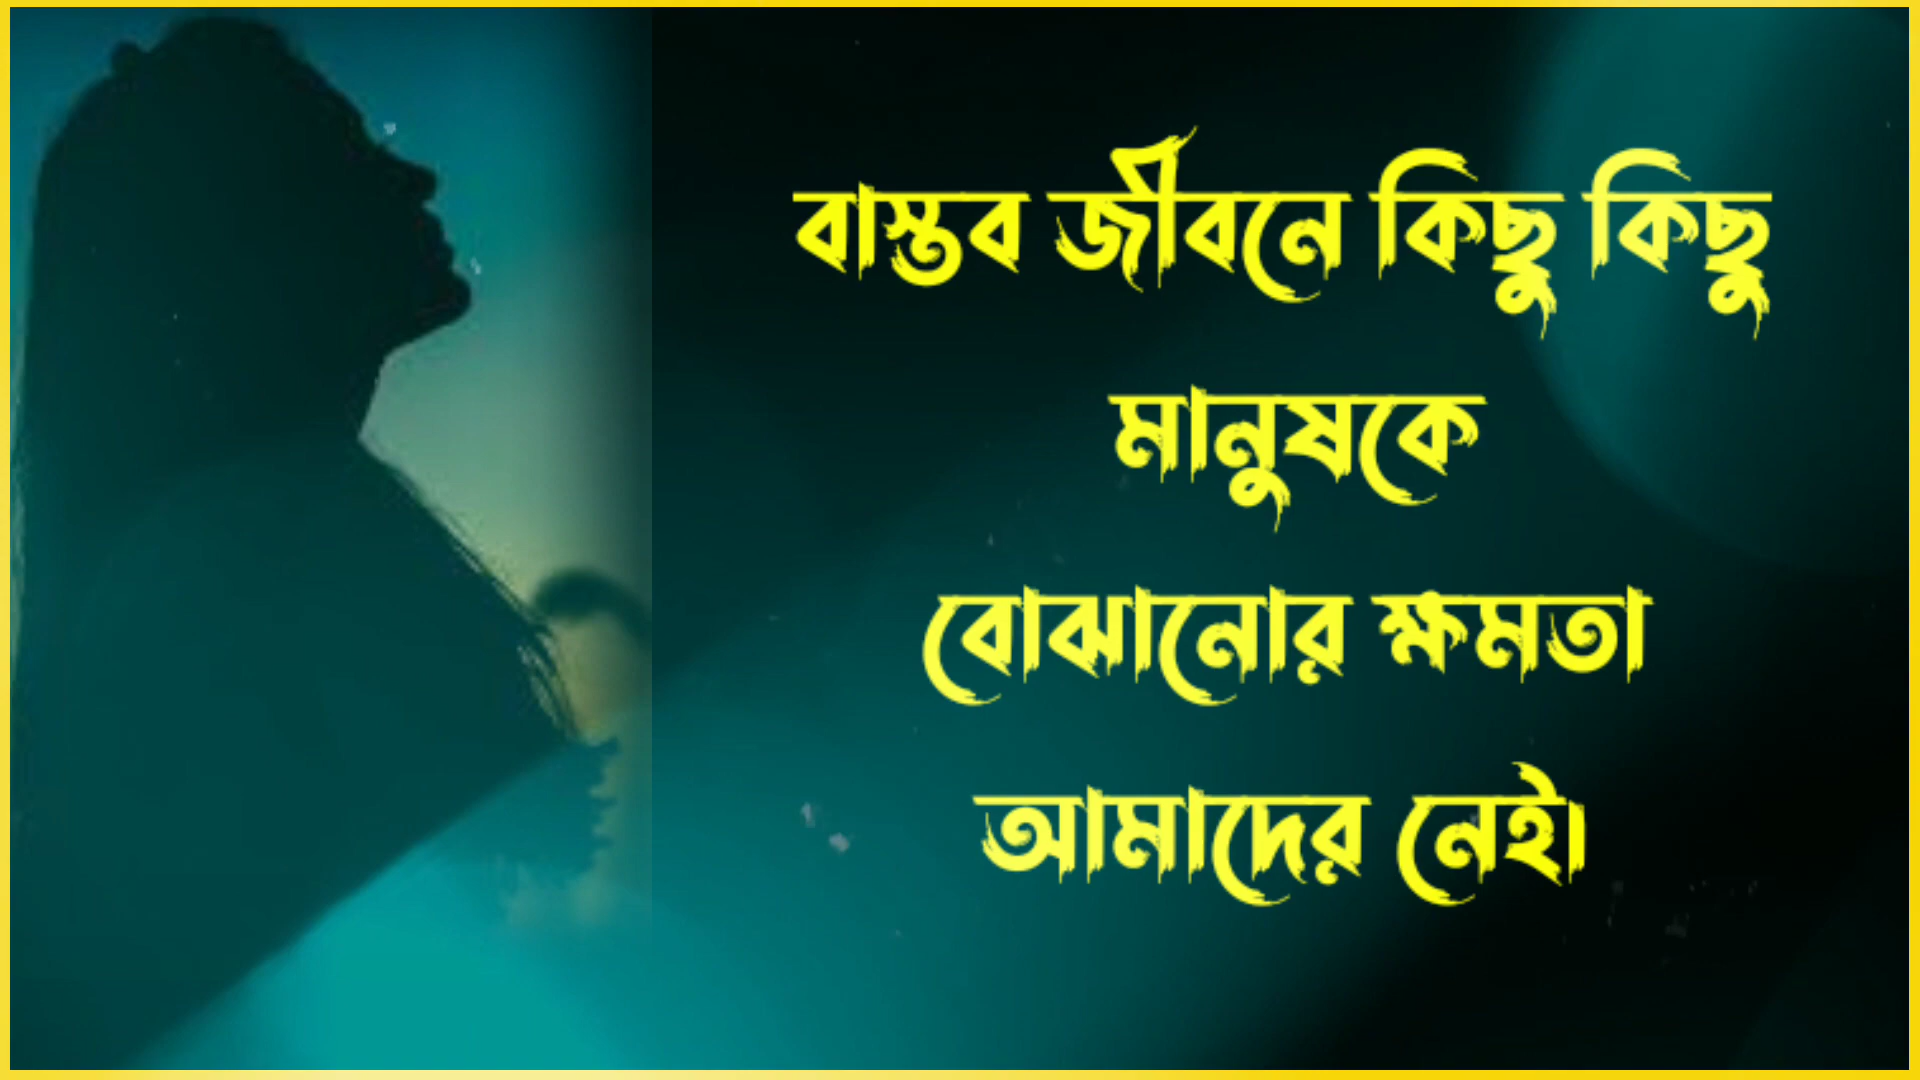 বাস্তব জীবনে কিছু কিছু
মানুষকে
বোঝানোর ক্ষমতা
আমাদের নেই।